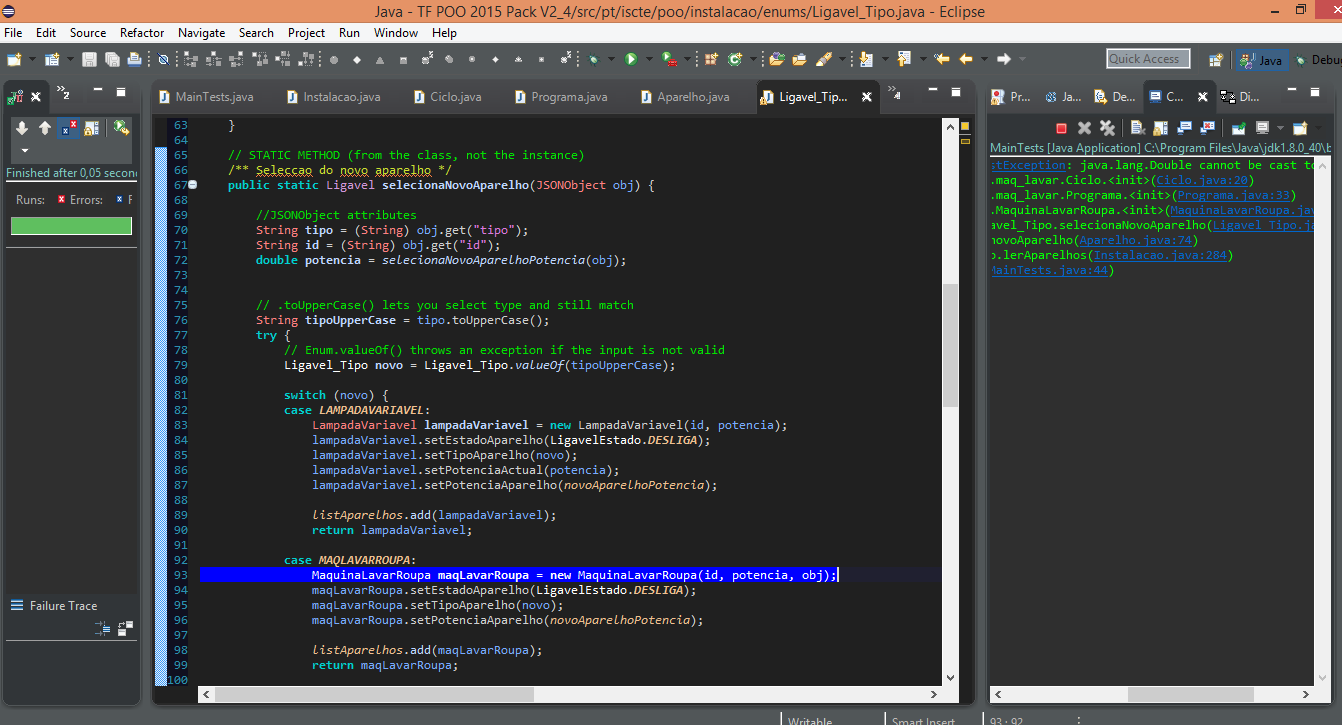 Java - TF POO 2015 Pack V2_4/src/pt/iscte/poo/instalacao/enums/Ligavel_Tipo.java - Eclipse
File Edit Source Refactor Navigate Search Project Run Window Help
Quick Access
Java
Debu
2
MainTests.java Instalacao.java Ciclo.java Programa.java Aparelho.java Ligavel_Tip... 4
Pr... Ja... De... C... Di...
Finished after 0,05 secon
Runs: Errors: F
Failure Trace
63 }
64
65 // STATIC METHOD (from the class, not the instance)
66 /** Seleccao do novo aparelho */
67 public static Ligavel selecionaNovoAparelho(JSONObject obj) {
68
69 //JSONObject attributes
70 String tipo = (String) obj.get("tipo");
71 String id = (String) obj.get("id");
72 double potencia = selecionaNovoAparelhoPotencia(obj);
73
74
75 // .toUpperCase() lets you select type and still match
76 String tipoUpperCase = tipo.toUpperCase();
77 try {
78 // Enum.valueOf() throws an exception if the input is not valid
79 Ligavel_Tipo novo = Ligavel_Tipo.valueOf(tipoUpperCase);
80
81 switch (novo) {
82 case LAMPADAVARIAVEL:
83 LampadaVariavel lampadaVariavel = new LampadaVariavel(id, potencia);
84 lampadaVariavel.setEstadoAparelho(LigavelEstado.DESLIGA);
85 lampadaVariavel.setTipoAparelho(novo);
86 lampadaVariavel.setPotenciaActual(potencia);
87 lampadaVariavel.setPotenciaAparelho(novoAparelhoPotencia);
88
89 listAparelhos.add(lampadaVariavel);
90 return lampadaVariavel;
91
92 case MAQLAVARROUPA:
93 MaquinaLavarRoupa maqLavarRoupa = new MaquinaLavarRoupa(id, potencia, obj);
94 maqLavarRoupa.setEstadoAparelho(LigavelEstado.DESLIGA);
95 maqLavarRoupa.setTipoAparelho(novo);
96 maqLavarRoupa.setPotenciaAparelho(novoAparelhoPotencia);
97
98 listAparelhos.add(maqLavarRoupa);
99 return maqLavarRoupa;
100
MainTests [Java Application] C:\Program Files\Java\jdk1.8.0_40\b
stException: java.lang.Double cannot be cast to
.maq_lavar.Ciclo.<init>(Ciclo.java:20)
.maq_lavar.Programa.<init>(Programa.java:33)
.MaquinaLavarRoupa.<init>(MaquinaLavarRoupa.jav
avel_Tipo.selecionaNovoAparelho(Ligavel_Tipo.ja
novoAparelho(Aparelho.java:74)
o.lerAparelhos(Instalacao.java:284)
MainTests.java:44)
Writable Smart Insert 93 : 92